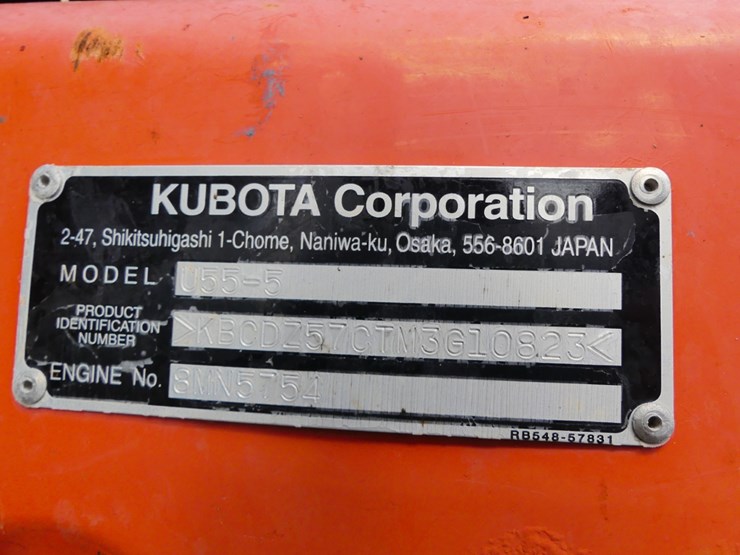 KUBOTA Corporation
2-47, Shikitsuhigashi 1-Chome, Naniwa-ku, Osaka, 556-8601 JAPAN
MODEL U55-5
PRODUCT
IDENTIFICATION
NUMBER >KBCDZ57CTM3G10823<
ENGINE No. 8MN5754
RB548-57831